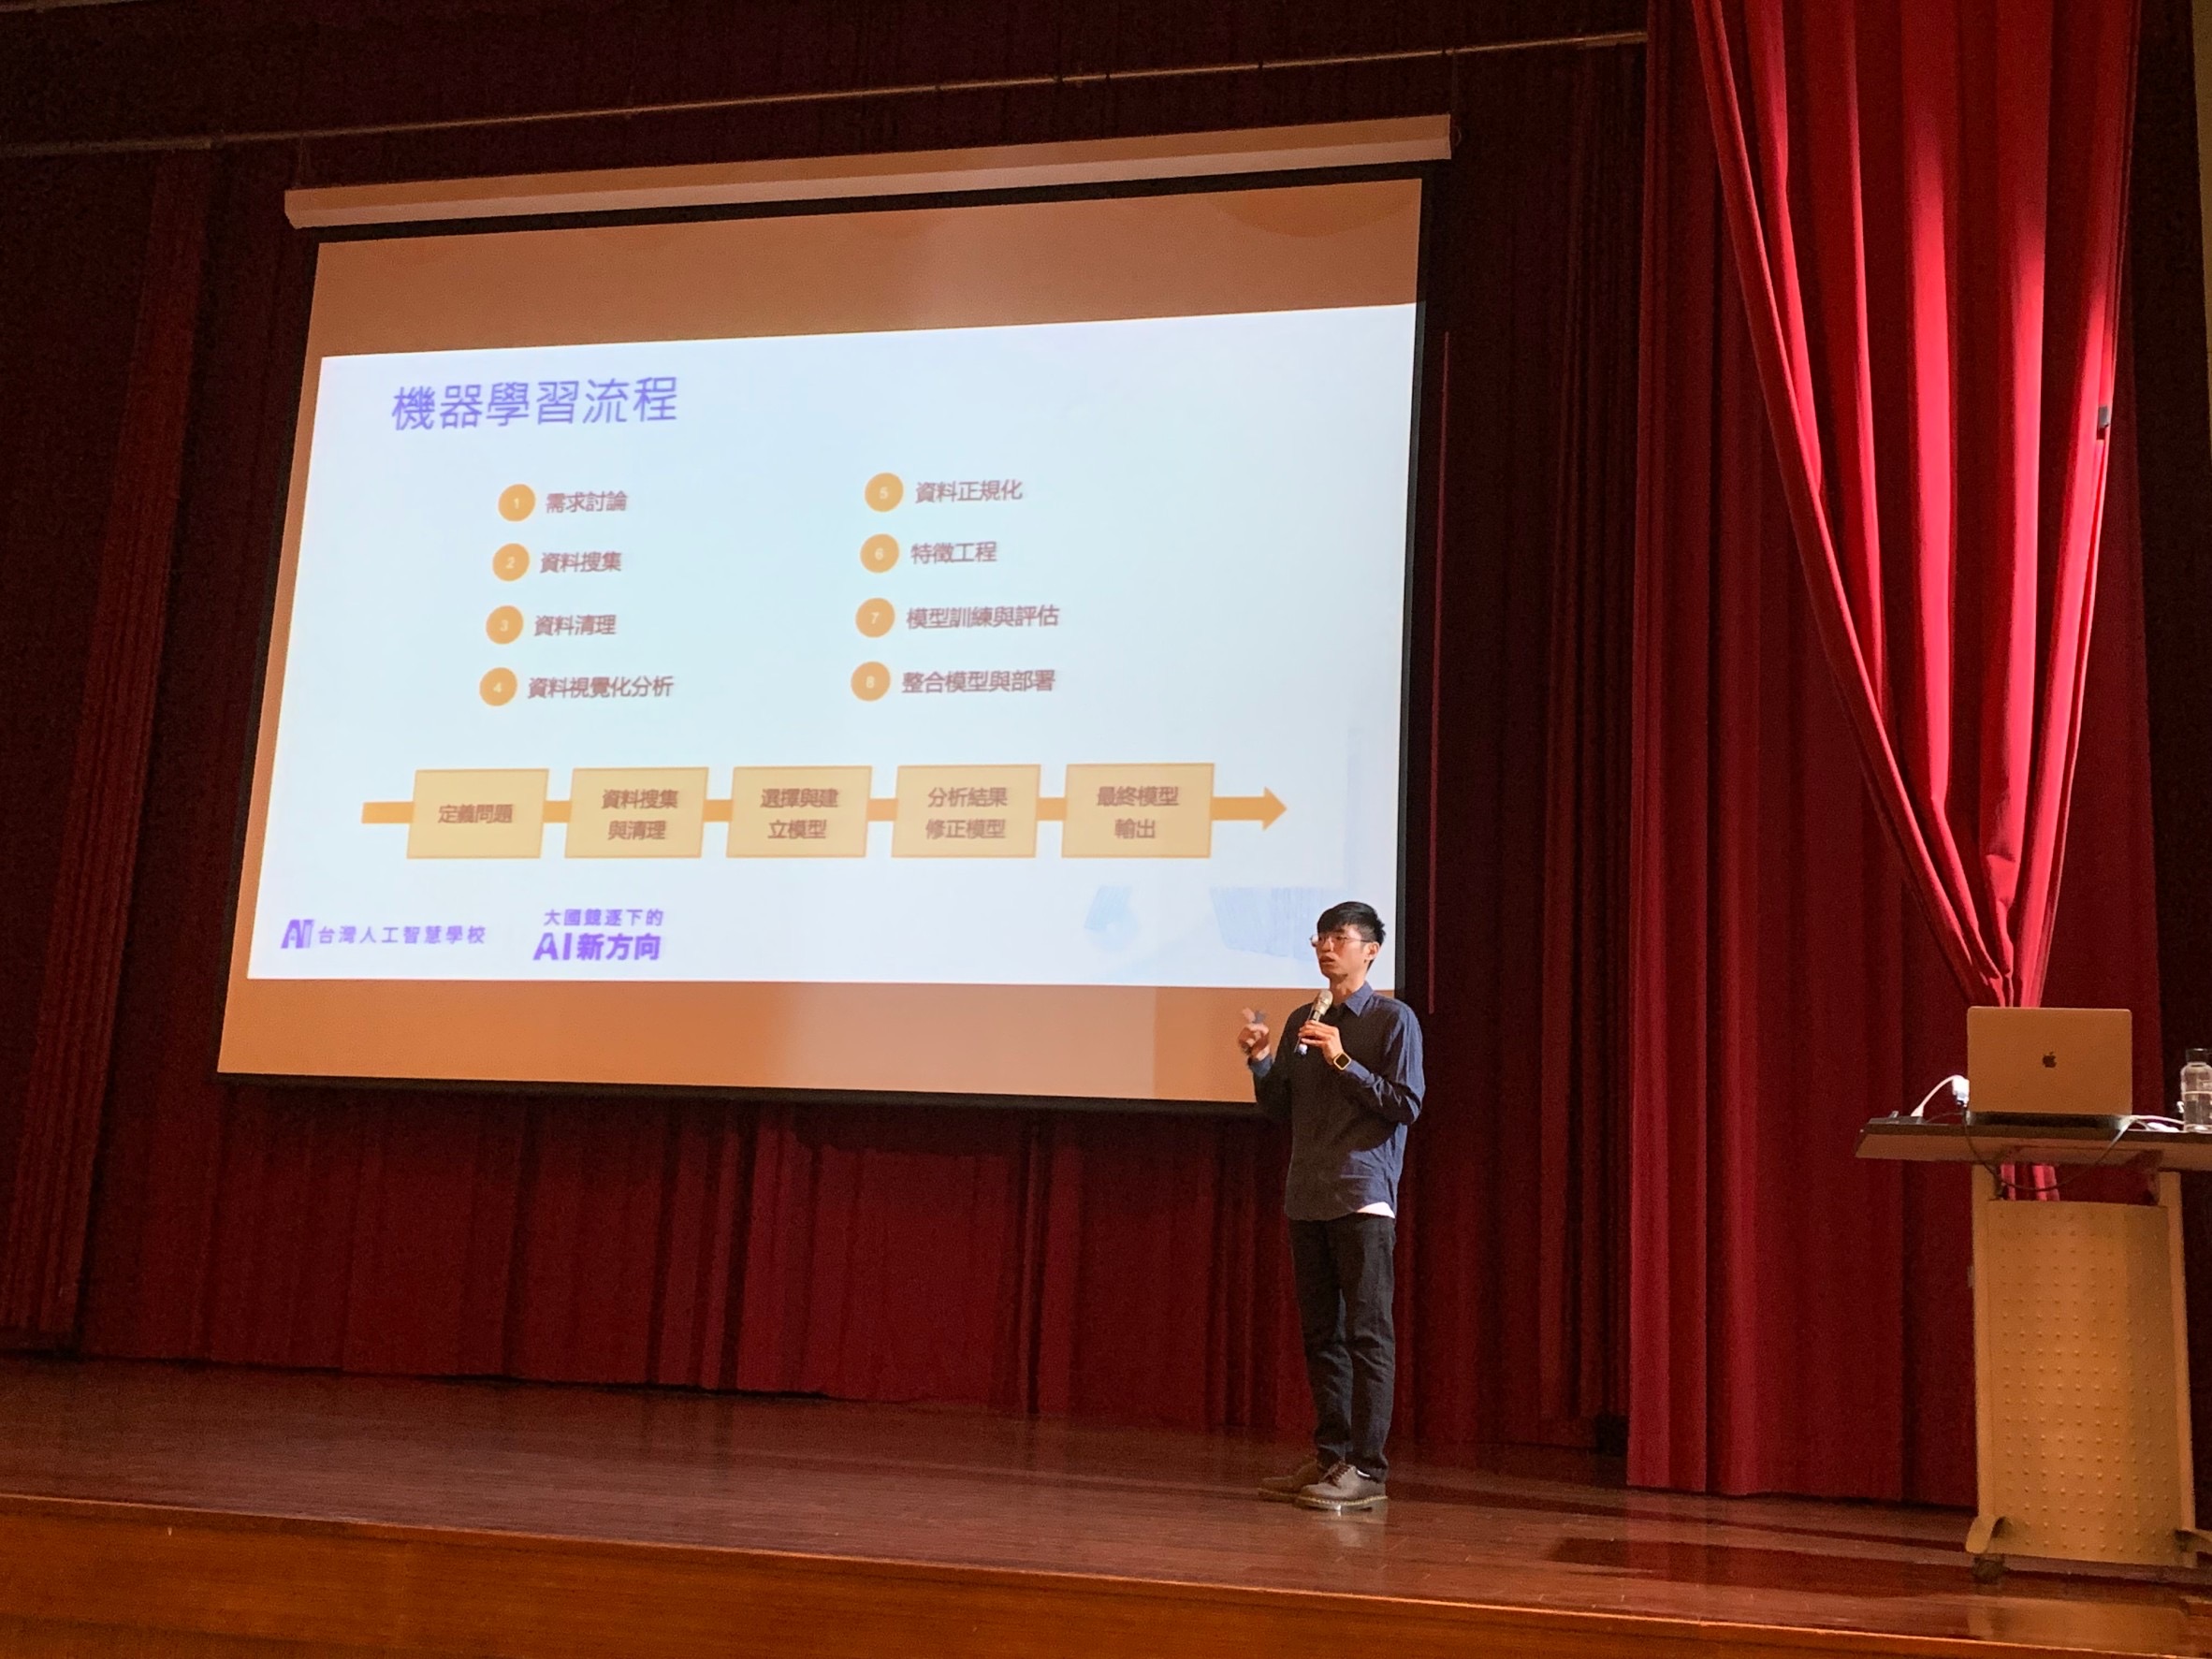 機器學習流程
1 需求討論
2 資料搜集
3 資料清理
4 資料視覺化分析
5 資料正規化
6 特徵工程
7 模型訓練與評估
8 整合模型與部署
定義問題
資料搜集
與清理
選擇與建
立模型
分析結果
修正模型
最終模型
輸出
AI 台灣人工智慧學校
大國競逐下的
AI新方向